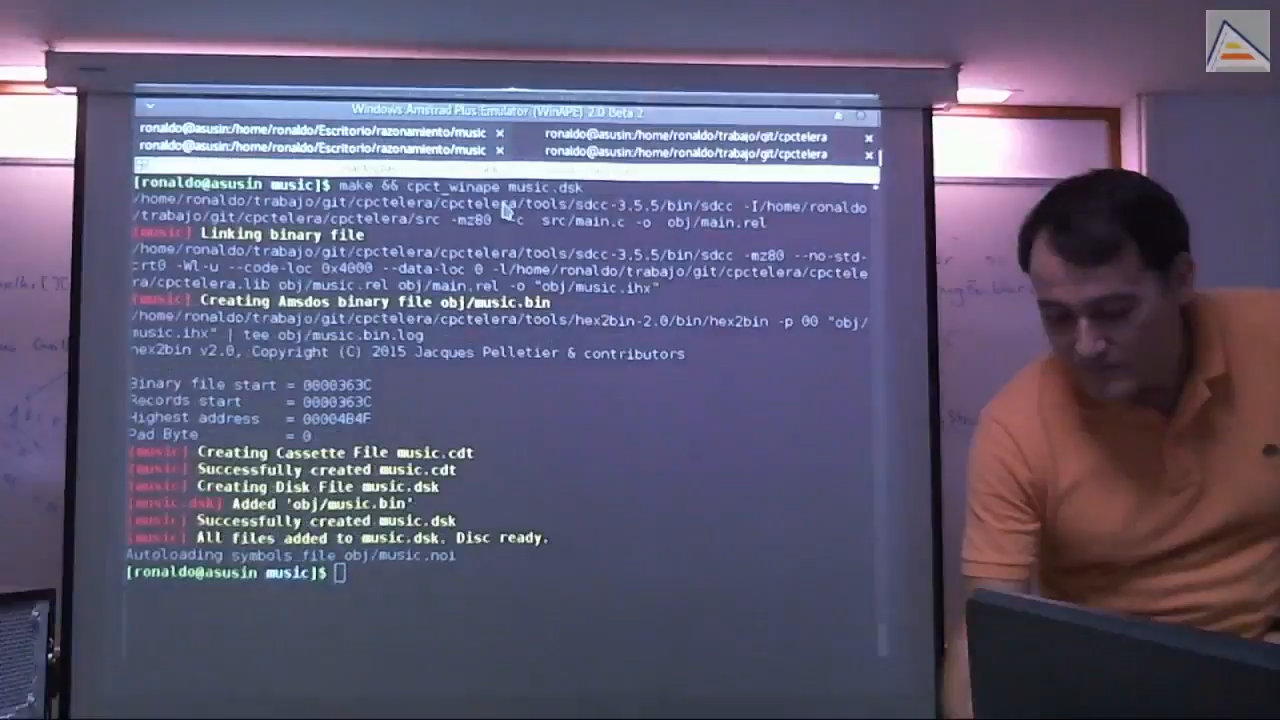 Windows Amstrad Plus Emulator (WinAPE) 2.0 Beta 2
ronaldo@asusin:/home/ronaldo/Escritorio/razonamiento/music × ronaldo@asusin:/home/ronaldo/trabajo/git/cpctelera ×
ronaldo@asusin:/home/ronaldo/Escritorio/razonamiento/music × ronaldo@asusin:/home/ronaldo/trabajo/git/cpctelera ×
[ronaldo@asusin music]$ make && cpct_winape music.dsk
/home/ronaldo/trabajo/git/cpctelera/cpctelera/tools/sdcc-3.5.5/bin/sdcc -I/home/ronaldo
/trabajo/git/cpctelera/cpctelera/src -mz80 -c src/main.c -o obj/main.rel
[music] Linking binary file
/home/ronaldo/trabajo/git/cpctelera/cpctelera/tools/sdcc-3.5.5/bin/sdcc -mz80 --no-std-
crt0 -Wl-u --code-loc 0x4000 --data-loc 0 -l/home/ronaldo/trabajo/git/cpctelera/cpctele
ra/cpctelera.lib obj/music.rel obj/main.rel -o "obj/music.ihx"
[music] Creating Amsdos binary file obj/music.bin
/home/ronaldo/trabajo/git/cpctelera/cpctelera/tools/hex2bin-2.0/bin/hex2bin -p 00 "obj/
music.ihx" | tee obj/music.bin.log
hex2bin v2.0, Copyright (C) 2015 Jacques Pelletier & contributors
Binary file start = 0000363C
Records start = 0000363C
Highest address = 00004B4F
Pad Byte = 0
[music] Creating Cassette File music.cdt
[music] Successfully created music.cdt
[music] Creating Disk File music.dsk
[music.dsk] Added 'obj/music.bin'
[music] Successfully created music.dsk
[music] All files added to music.dsk. Disc ready.
Autoloading symbols file obj/music.noi
[ronaldo@asusin music]$